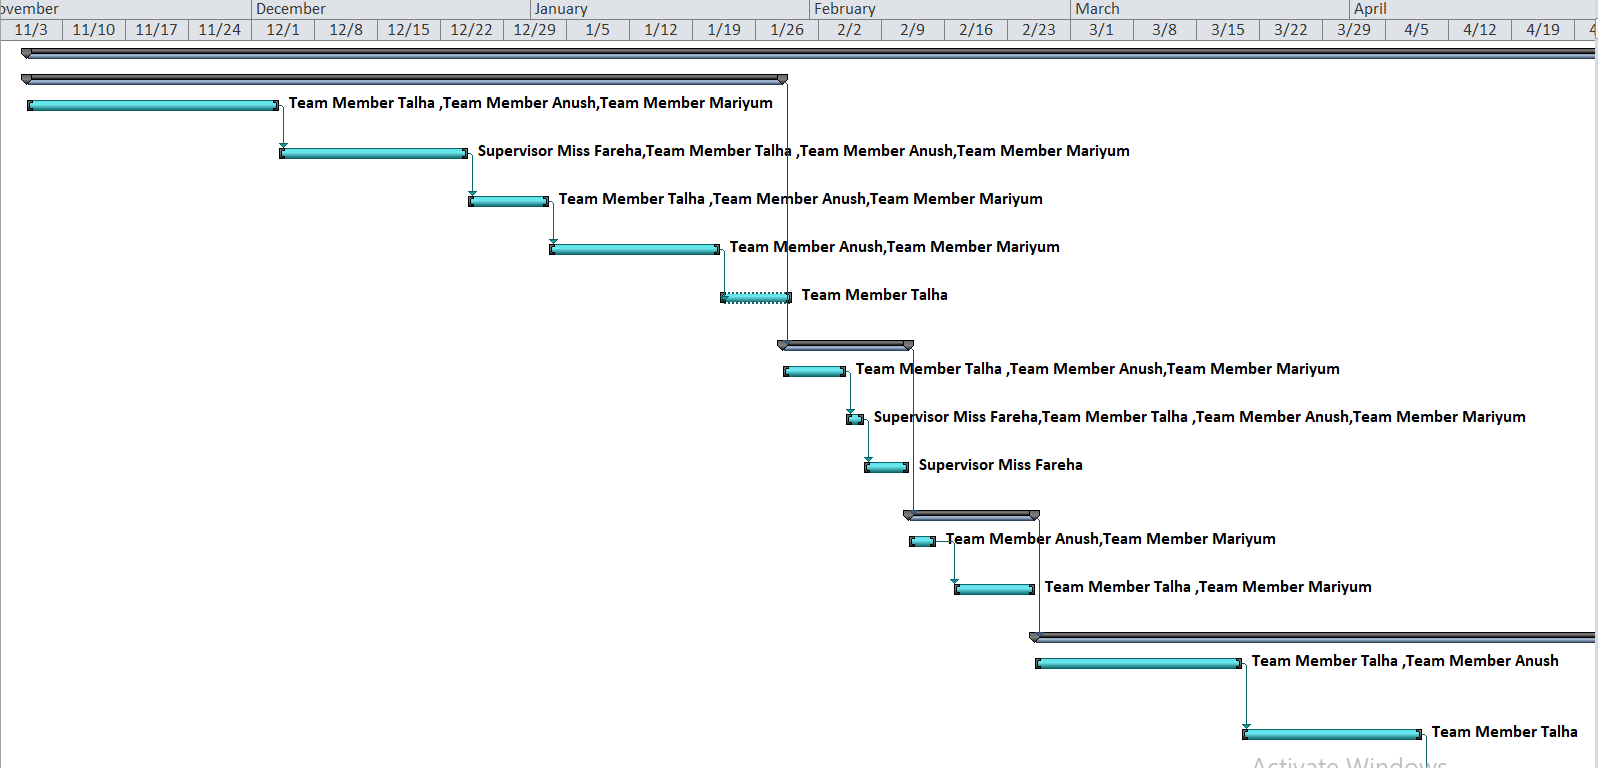 ovember December January February March April
11/3 11/10 11/17 11/24 12/1 12/8 12/15 12/22 12/29 1/5 1/12 1/19 1/26 2/2 2/9 2/16 2/23 3/1 3/8 3/15 3/22 3/29 4/5 4/12 4/19 4
Team Member Talha ,Team Member Anush,Team Member Mariyum
Supervisor Miss Fareha,Team Member Talha ,Team Member Anush,Team Member Mariyum
Team Member Talha ,Team Member Anush,Team Member Mariyum
Team Member Anush,Team Member Mariyum
Team Member Talha
Team Member Talha ,Team Member Anush,Team Member Mariyum
Supervisor Miss Fareha,Team Member Talha ,Team Member Anush,Team Member Mariyum
Supervisor Miss Fareha
Team Member Anush,Team Member Mariyum
Team Member Talha ,Team Member Mariyum
Team Member Talha ,Team Member Anush
Team Member Talha
Activate Windows